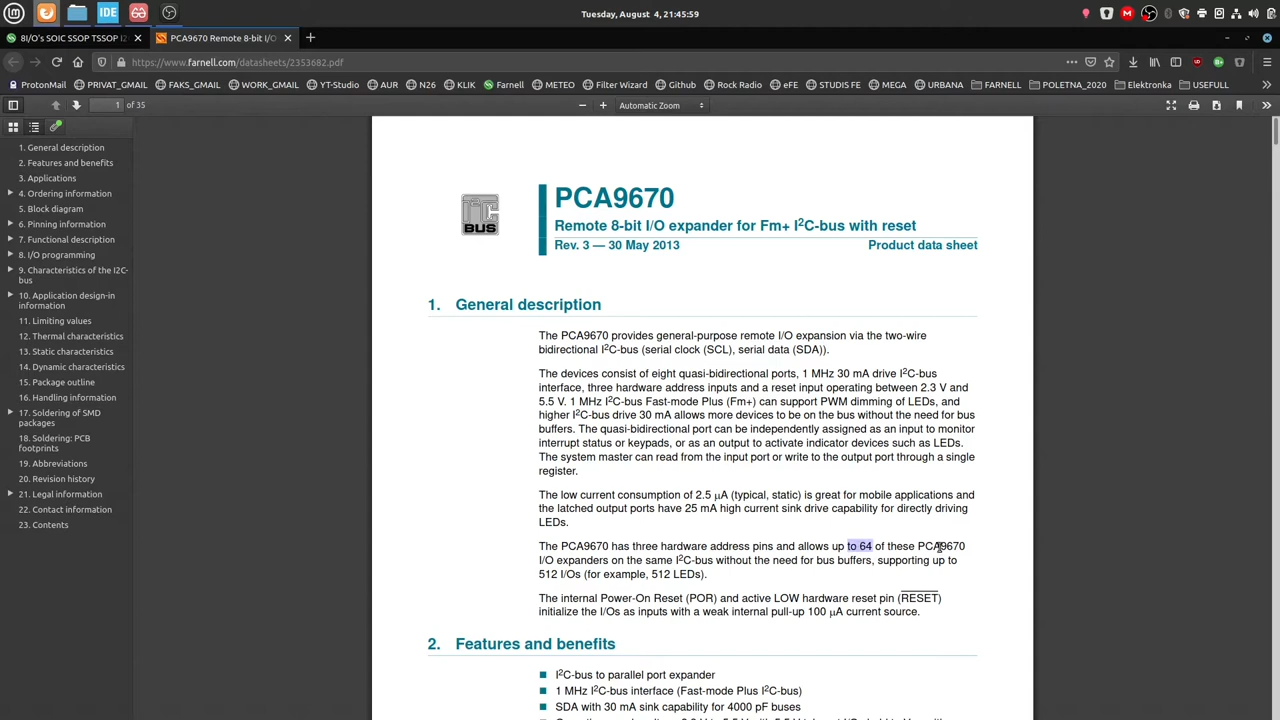 Tuesday, August 4, 21:45:59
IDE
8I/O's SOIC SSOP TSSOP I2
PCA9670 Remote 8-bit I/O
https://www.farnell.com/datasheets/2353682.pdf
ProtonMail PRIVAT_GMAIL FAKS_GMAIL WORK_GMAIL YT-Studio AUR N26 KLIK Farnell METEO Filter Wizard Github Rock Radio eFE STUDIS FE MEGA URBANA FARNELL POLETNA_2020 Elektronka USEFULL
1 of 35
Automatic Zoom
1. General description
2. Features and benefits
3. Applications
4. Ordering information
5. Block diagram
6. Pinning information
7. Functional description
8. I/O programming
9. Characteristics of the I2C-
bus
10. Application design-in
information
11. Limiting values
12. Thermal characteristics
13. Static characteristics
14. Dynamic characteristics
15. Package outline
16. Handling information
17. Soldering of SMD
packages
18. Soldering: PCB
footprints
19. Abbreviations
20. Revision history
21. Legal information
22. Contact information
23. Contents
I²C
BUS
PCA9670
Remote 8-bit I/O expander for Fm+ I²C-bus with reset
Rev. 3 — 30 May 2013
Product data sheet
1. General description
The PCA9670 provides general-purpose remote I/O expansion via the two-wire
bidirectional I²C-bus (serial clock (SCL), serial data (SDA)).
The devices consist of eight quasi-bidirectional ports, 1 MHz 30 mA drive I²C-bus
interface, three hardware address inputs and a reset input operating between 2.3 V and
5.5 V. 1 MHz I²C-bus Fast-mode Plus (Fm+) can support PWM dimming of LEDs, and
higher I²C-bus drive 30 mA allows more devices to be on the bus without the need for bus
buffers. The quasi-bidirectional port can be independently assigned as an input to monitor
interrupt status or keypads, or as an output to activate indicator devices such as LEDs.
The system master can read from the input port or write to the output port through a single
register.
The low current consumption of 2.5 μA (typical, static) is great for mobile applications and
the latched output ports have 25 mA high current sink drive capability for directly driving
LEDs.
The PCA9670 has three hardware address pins and allows up to 64 of these PCA9670
I/O expanders on the same I²C-bus without the need for bus buffers, supporting up to
512 I/Os (for example, 512 LEDs).
The internal Power-On Reset (POR) and active LOW hardware reset pin (RESET)
initialize the I/Os as inputs with a weak internal pull-up 100 μA current source.
2. Features and benefits
I²C-bus to parallel port expander
1 MHz I²C-bus interface (Fast-mode Plus I²C-bus)
SDA with 30 mA sink capability for 4000 pF buses